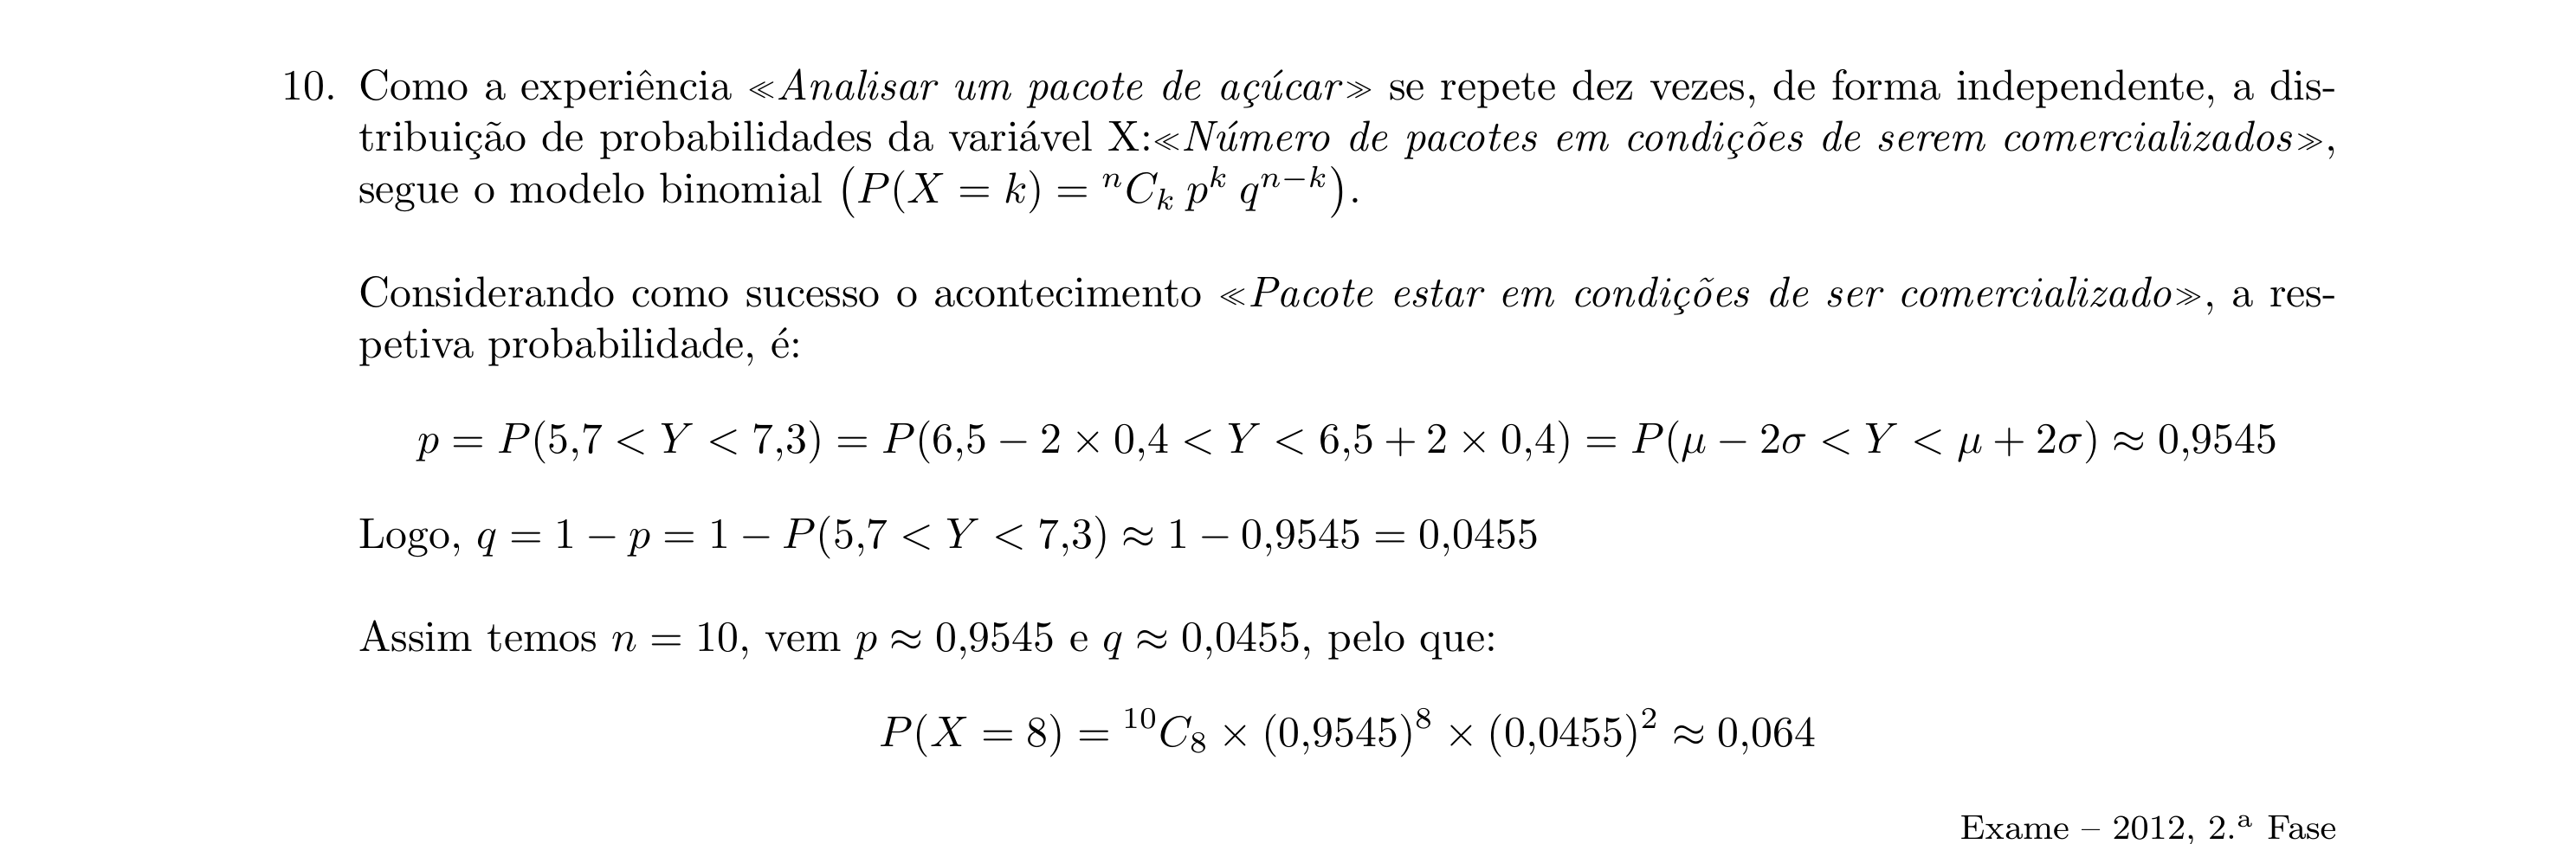 10. Como a experiência ≪Analisar um pacote de açúcar≫ se repete dez vezes, de forma independente, a dis-
tribuição de probabilidades da variável X:≪Número de pacotes em condições de serem comercializados≫,
segue o modelo binomial (P(X = k) = ⁿCₖ pᵏ qⁿ⁻ᵏ).
Considerando como sucesso o acontecimento ≪Pacote estar em condições de ser comercializado≫, a res-
petiva probabilidade, é:
p = P(5,7 < Y < 7,3) = P(6,5 − 2 × 0,4 < Y < 6,5 + 2 × 0,4) = P(μ − 2σ < Y < μ + 2σ) ≈ 0,9545
Logo, q = 1 − p = 1 − P(5,7 < Y < 7,3) ≈ 1 − 0,9545 = 0,0455
Assim temos n = 10, vem p ≈ 0,9545 e q ≈ 0,0455, pelo que:
P(X = 8) = ¹⁰C₈ × (0,9545)⁸ × (0,0455)² ≈ 0,064
Exame – 2012, 2.ª Fase